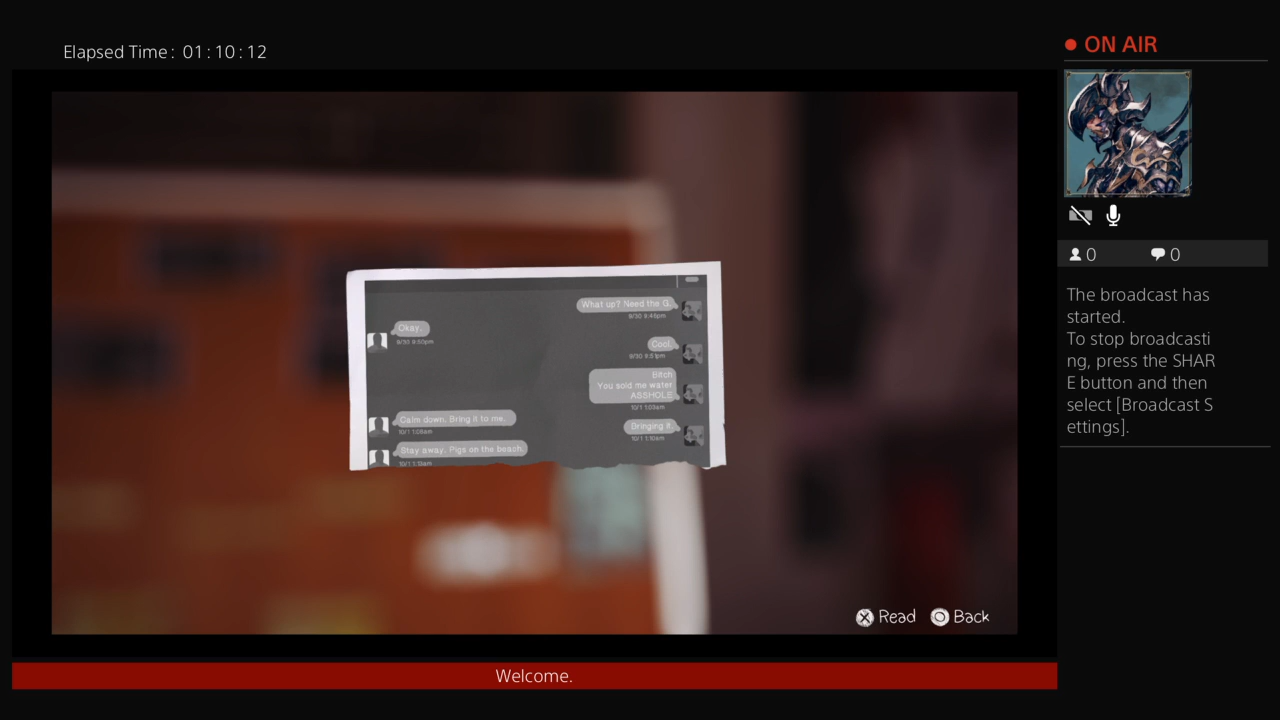 Elapsed Time: 01:10:12
ON AIR
0 0
The broadcast has
started.
To stop broadcasti
ng, press the SHAR
E button and then
select [Broadcast S
ettings].
What up? Need the G.
9/30 9:46pm
Okay.
9/30 9:50pm
Cool.
9/30 9:51pm
Bitch
You sold me water
ASSHOLE
10/1 1:03am
Calm down. Bring it to me.
10/1 1:06am
Bringing it.
10/1 1:10am
Stay away. Pigs on the beach.
Read Back
Welcome.